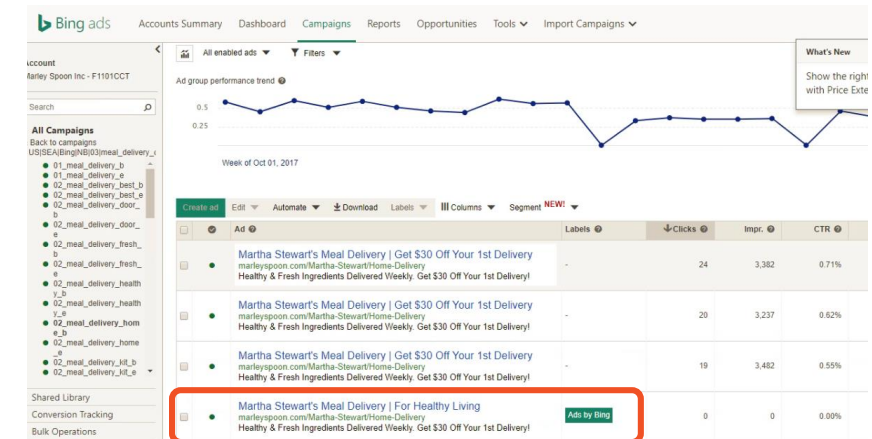 Bing ads Accounts Summary Dashboard Campaigns Reports Opportunities Tools Import Campaigns
Account
Marley Spoon Inc - F1101CCT
Search
All Campaigns
Back to campaigns
US|SEA|Bing|NB|03|meal_delivery_
01_meal_delivery_b
01_meal_delivery_e
02_meal_delivery_best_b
02_meal_delivery_best_e
02_meal_delivery_door_
b
02_meal_delivery_door_
e
02_meal_delivery_fresh_
b
02_meal_delivery_fresh_
e
02_meal_delivery_health
y_b
02_meal_delivery_health
y_e
02_meal_delivery_hom
e_b
02_meal_delivery_home
_e
02_meal_delivery_kit_b
02_meal_delivery_kit_e
Shared Library
Conversion Tracking
Bulk Operations
All enabled ads Filters
Ad group performance trend
0.5
0.25
Week of Oct 01, 2017
What's New
Show the right
with Price Exte
Create ad Edit Automate Download Labels Columns Segment NEW!
Ad Labels Clicks Impr. CTR
Martha Stewart's Meal Delivery | Get $30 Off Your 1st Delivery
marleyspoon.com/Martha-Stewart/Home-Delivery - 24 3,382 0.71%
Healthy & Fresh Ingredients Delivered Weekly. Get $30 Off Your 1st Delivery!
Martha Stewart's Meal Delivery | Get $30 Off Your 1st Delivery
marleyspoon.com/Martha-Stewart/Home-Delivery - 20 3,237 0.62%
Healthy & Fresh Ingredients Delivered Weekly. Get $30 Off Your 1st Delivery!
Martha Stewart's Meal Delivery | Get $30 Off Your 1st Delivery
marleyspoon.com/Martha-Stewart/Home-Delivery - 19 3,482 0.55%
Healthy & Fresh Ingredients Delivered Weekly. Get $30 Off Your 1st Delivery!
Martha Stewart's Meal Delivery | For Healthy Living
marleyspoon.com/Martha-Stewart/Home-Delivery Ads by Bing 0 0 0.00%
Healthy & Fresh Ingredients Delivered Weekly. Get $30 Off Your 1st Delivery!